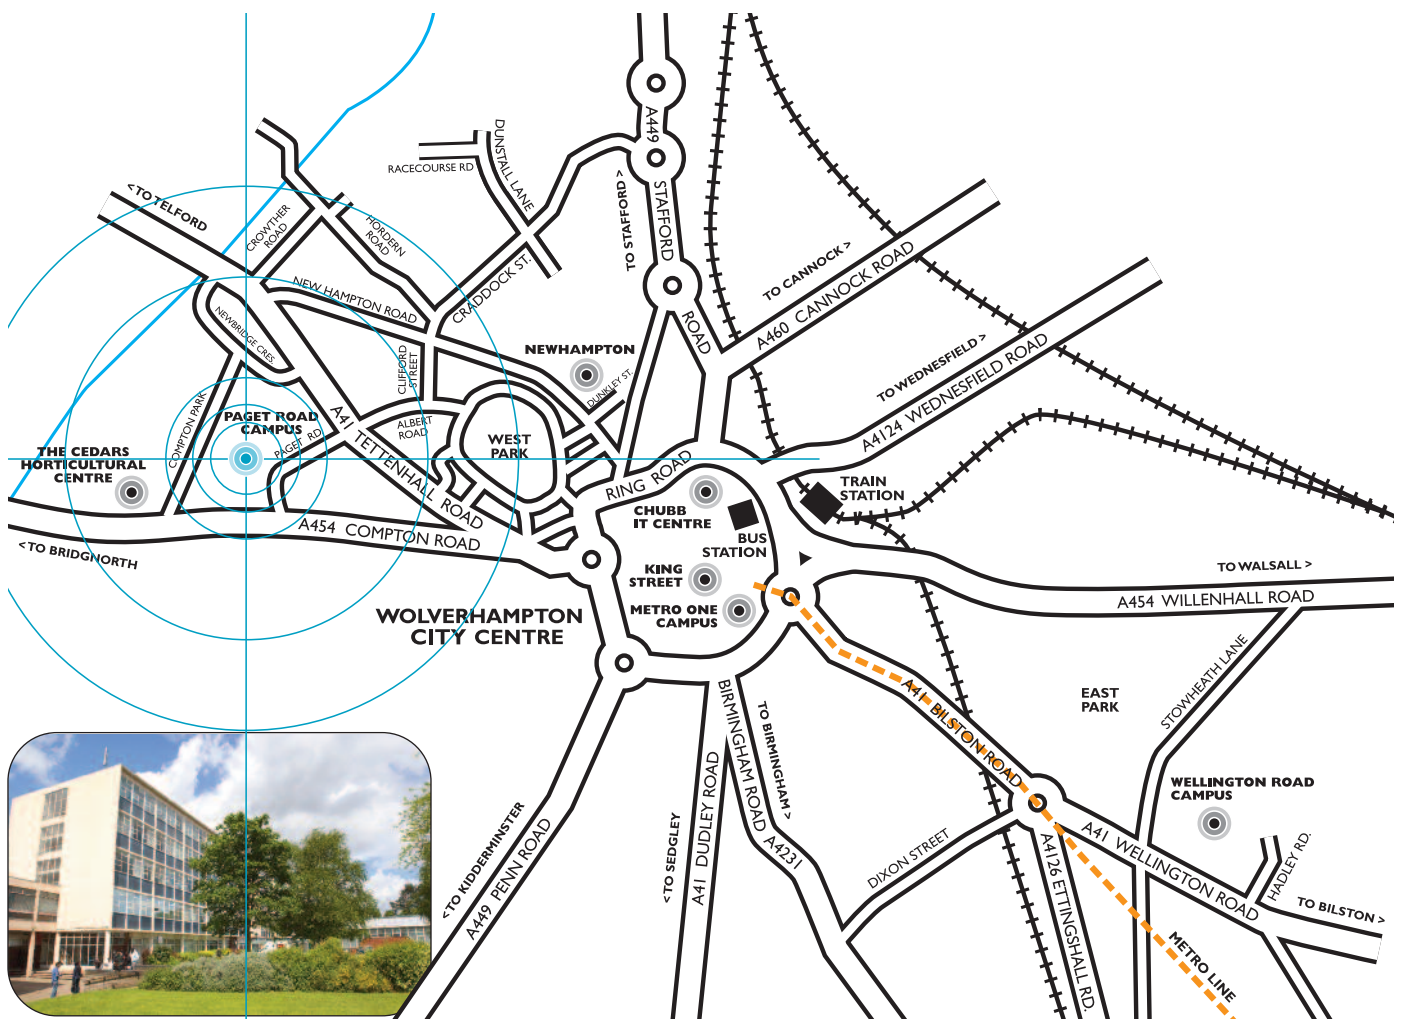 A449
DUNSTALL LANE
RACECOURSE RD
<TO TELFORD
CROWTHER
ROAD
HORDERN
ROAD
TO STAFFORD >
STAFFORD
ROAD
CRADDOCK ST.
TO CANNOCK >
A460 CANNOCK ROAD
NEW HAMPTON ROAD
NEWBRIDGE CRES.
CLIFFORD
STREET
NEWHAMPTON
DUNKLEY ST.
TO WEDNESFIELD >
A4124 WEDNESFIELD ROAD
COMPTON PARK
PAGET ROAD
CAMPUS
PAGET RD
ALBERT
ROAD
A41 TETTENHALL ROAD
WEST
PARK
THE CEDARS
HORTICULTURAL
CENTRE
RING ROAD
TRAIN
STATION
CHUBB
IT CENTRE
BUS
STATION
A454 COMPTON ROAD
<TO BRIDGNORTH
KING
STREET
METRO ONE
CAMPUS
TO WALSALL >
A454 WILLENHALL ROAD
WOLVERHAMPTON
CITY CENTRE
STOWHEATH LANE
EAST
PARK
A41 BILSTON ROAD
BIRMINGHAM ROAD A4231
TO BIRMINGHAM >
WELLINGTON ROAD
CAMPUS
<TO KIDDERMINSTER
A449 PENN ROAD
<TO SEDGLEY
A41 DUDLEY ROAD
DIXON STREET
A4126 ETTINGSHALL RD.
A41 WELLINGTON ROAD
HADLEY RD.
TO BILSTON >
METRO LINE